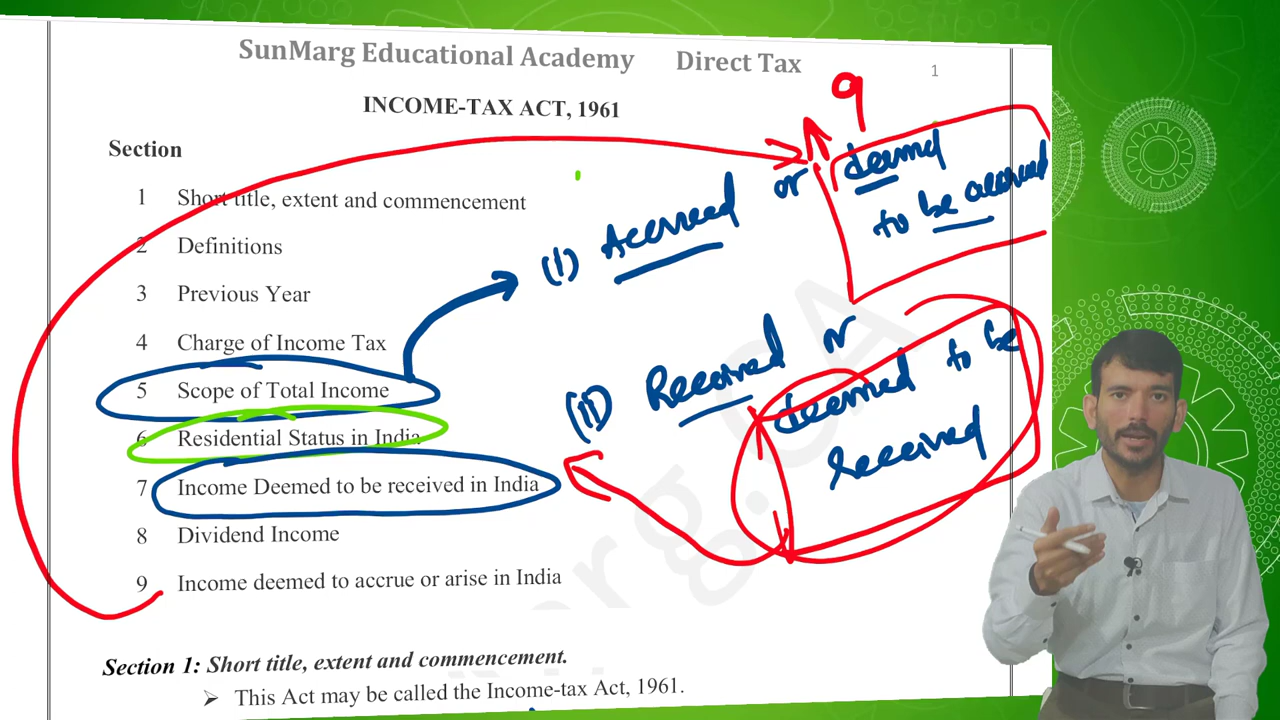 SunMarg Educational Academy Direct Tax 1
INCOME-TAX ACT, 1961
Section
1 Short title, extent and commencement
2 Definitions
3 Previous Year
4 Charge of Income Tax
5 Scope of Total Income
6 Residential Status in India
7 Income Deemed to be received in India
8 Dividend Income
9 Income deemed to accrue or arise in India
Section 1: Short title, extent and commencement.
➢ This Act may be called the Income-tax Act, 1961.
9
(I) Accrued or deemed
to be accrued
(II) Received or
deemed to be
received